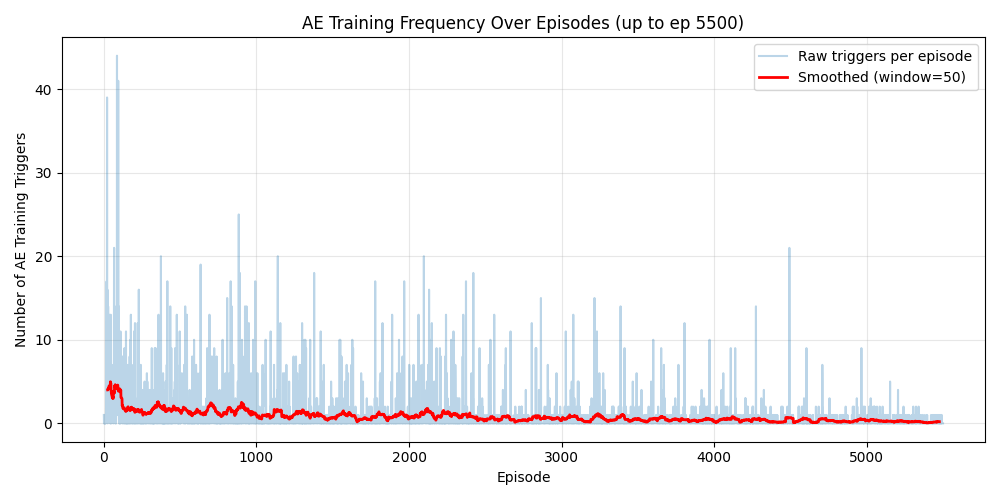 AE Training Frequency Over Episodes (up to ep 5500)
Raw triggers per episode
Smoothed (window=50)
Number of AE Training Triggers
40
30
20
10
0
0 1000 2000 3000 4000 5000
Episode